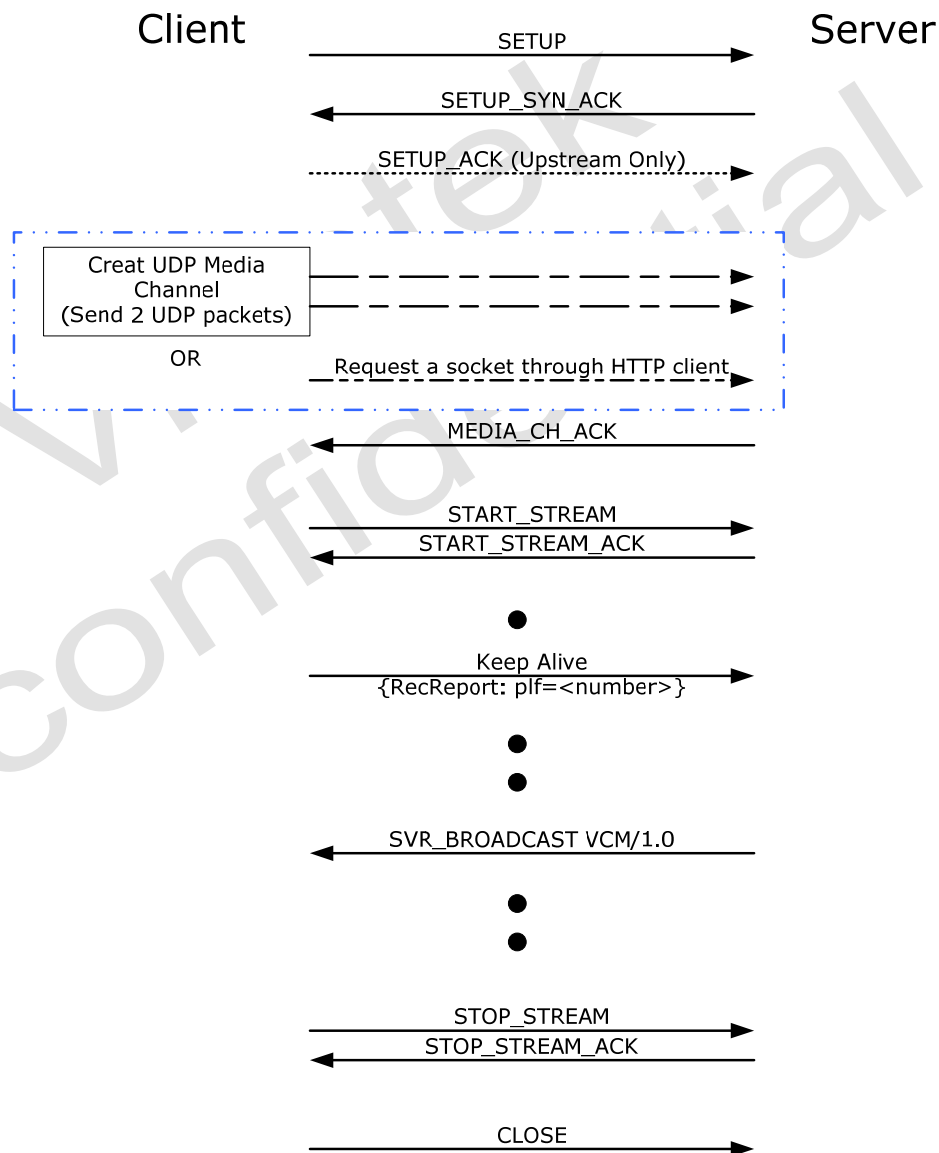 Client
Server
SETUP
SETUP_SYN_ACK
SETUP_ACK (Upstream Only)
Creat UDP Media
Channel
(Send 2 UDP packets)
OR
Request a socket through HTTP client
MEDIA_CH_ACK
START_STREAM
START_STREAM_ACK
Keep Alive
{RecReport: plf=<number>}
SVR_BROADCAST VCM/1.0
STOP_STREAM
STOP_STREAM_ACK
CLOSE